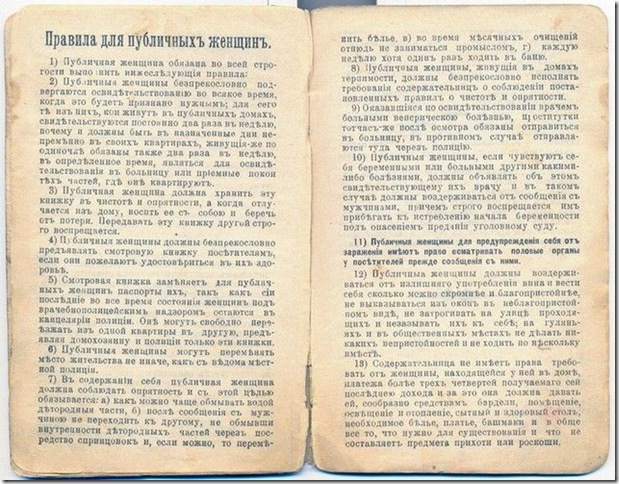 Правила для публичныхъ женщинъ.
1) Публичная женщина обязана во всей стро-
гости выполнить нижеслѣдующія правила:
2) Публичныя женщины безпрекословно под-
вергаются освидѣтельствованію во всякое время,
когда это будетъ признано нужнымъ; для сего
тѣ изъ нихъ, кои живутъ въ публичныхъ домахъ,
свидѣтельствуются постоянно два раза въ недѣлю,
почему и должны быть въ назначенные дни не-
премѣнно въ своихъ квартирахъ, живущія-же по
одиночкѣ обязаны также два раза въ недѣлю,
въ опредѣленное время, являться для освидѣ-
тельствованія въ больницу или пріемные покои
тѣхъ частей, гдѣ онѣ квартируютъ.
3) Публичная женщина должна хранить эту
книжку въ чистотѣ и опрятности, а когда отлу-
чается изъ дому, носить ее съ собою и беречь
отъ потери. Передавать эту книжку другой стро-
го воспрещается.
4) Публичныя женщины должны безпрекословно
предъявлять смотровую книжку посѣтителямъ,
если они пожелаютъ удостовѣриться въ ихъ здо-
ровьѣ.
5) Смотровая книжка замѣняетъ для публич-
ныхъ женщинъ паспорты ихъ, такъ какъ сіи
послѣдніе во все время состоянія женщинъ подъ
врачебнополицейскимъ надзоромъ остаются въ
канцеляріи полиціи. Онѣ могутъ свободно пере-
ѣзжать изъ одной квартиры въ другую, предъ-
являя домохозяину и полиціи только эти книжки.
6) Публичныя женщины могутъ перемѣнять
мѣсто жительства не иначе, какъ съ вѣдома мѣст-
ной полиціи.
7) Въ содержаніи себя публичная женщина
должна соблюдать опрятность и съ этой цѣлью
обязывается: а) какъ можно чаще обмывать водой
дѣтородныя части, б) послѣ сообщенія съ муж-
чиною не переходить къ другому, не обмывши
внутренности дѣтородныхъ частей черезъ по-
средство спринцовокъ и, если можно, то перемѣ-
нить бѣлье, в) во время мѣсячныхъ очищеній
отнюдь не заниматься промысломъ, г) каждую
недѣлю хотя одинъ разъ ходить въ баню.
8) Публичныя женщины, живущія въ домахъ
терпимости, должны безпрекословно исполнять
требованія содержательницъ о соблюденіи поста-
новленныхъ правилъ о чистотѣ и опрятности.
9) Оказавшіяся по освидѣтельствованіи врачемъ
больными венерической болѣзнью, проститутки
тотчасъ-же послѣ осмотра обязаны отправиться
въ больницу, въ противномъ случаѣ отправля-
ются туда черезъ полицію.
10) Публичныя женщины, если чувствуютъ се-
бя беременными или больными другими какими-
либо болѣзнями, должны объявлять объ этомъ
свидѣтельствующему ихъ врачу и въ такомъ
случаѣ должны воздерживаться отъ сообщенія съ
мужчинами, причемъ строго воспрещается имъ
прибѣгать къ истребленію начала беременности
подъ опасеніемъ преданія уголовному суду.
11) Публичныя женщины для предупрежденія себя отъ
зараженія имѣютъ право осматривать половые органы
у посѣтителей прежде сообщенія съ ними.
12) Публичныя женщины должны воздержи-
ваться отъ излишняго употребленія вина и вести
себя сколько можно скромнѣе и благопристойнѣе,
не выказываться изъ оконъ въ неблагопристой-
номъ видѣ, не затрогивать на улицѣ проходя-
щихъ и незазывать ихъ къ себѣ; на гулянь-
яхъ и въ общественныхъ мѣстахъ не дѣлать ни-
какихъ непристойностей и не ходить по нѣскольку
вмѣстѣ.
13) Содержательница не имѣетъ права требо-
вать отъ женщины, находящейся у ней въ домѣ,
платежа болѣе трехъ четвертей получаемаго сей
послѣднею дохода и за это она должна давать
ей, сообразно средствамъ бардели, помѣщеніе,
освѣщеніе и отопленіе, сытный и здоровый столъ,
необходимое бѣлье, платье, башмаки и в обще
все то, что нужно для существованія и что не
составляетъ предмета прихоти или роскоши.